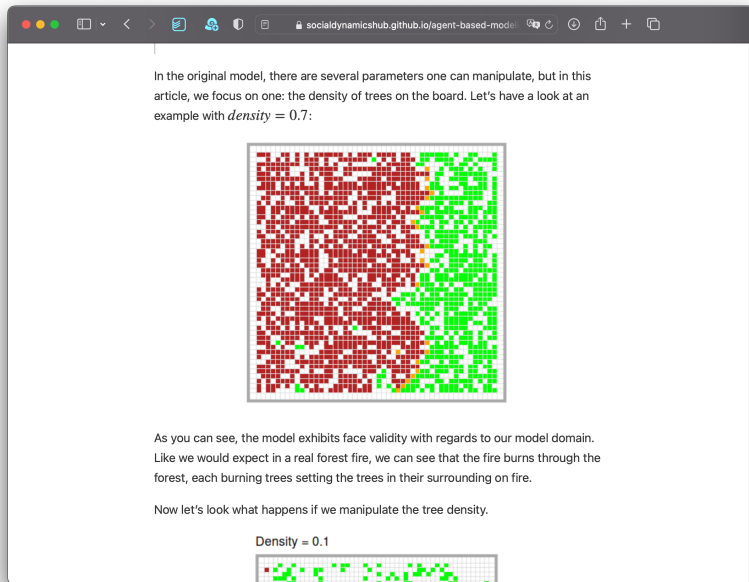 socialdynamicshub.github.io/agent-based-model
In the original model, there are several parameters one can manipulate, but in this
article, we focus on one: the density of trees on the board. Let's have a look at an
example with density = 0.7:
As you can see, the model exhibits face validity with regards to our model domain.
Like we would expect in a real forest fire, we can see that the fire burns through the
forest, each burning trees setting the trees in their surrounding on fire.
Now let's look what happens if we manipulate the tree density.
Density = 0.1